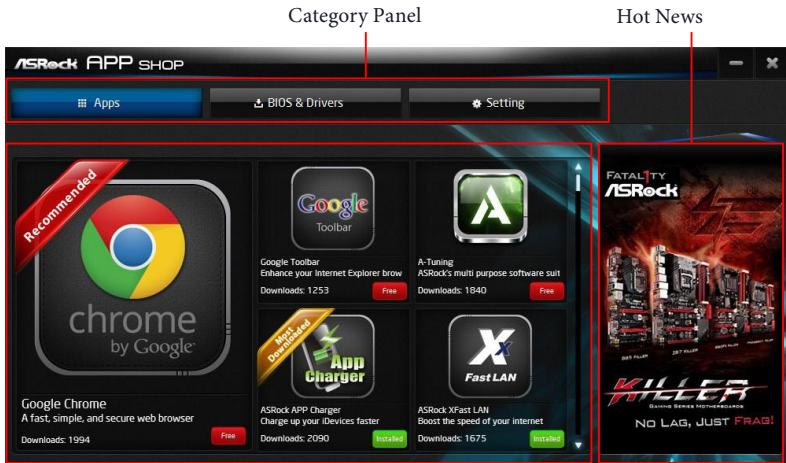 Category Panel
Hot News
ASRock APP SHOP
Apps
BIOS & Drivers
Setting
Recommended
chrome
by Google
Google Chrome
A fast, simple, and secure web browser
Downloads: 1994
Free
Google
Toolbar
Google Toolbar
Enhance your Internet Explorer brow
Downloads: 1253
Free
A
A-Tuning
ASRock's multi purpose software suit
Downloads: 1840
Free
Most
Downloaded
App
Charger
ASRock APP Charger
Charge up your iDevices faster
Downloads: 2090
Installed
Fast LAN
ASRock XFast LAN
Boost the speed of your internet
Downloads: 1675
Installed
FATAL1TY
ASRock
KILLER
GAMING SERIES MOTHERBOARDS
NO LAG, JUST FRAG!